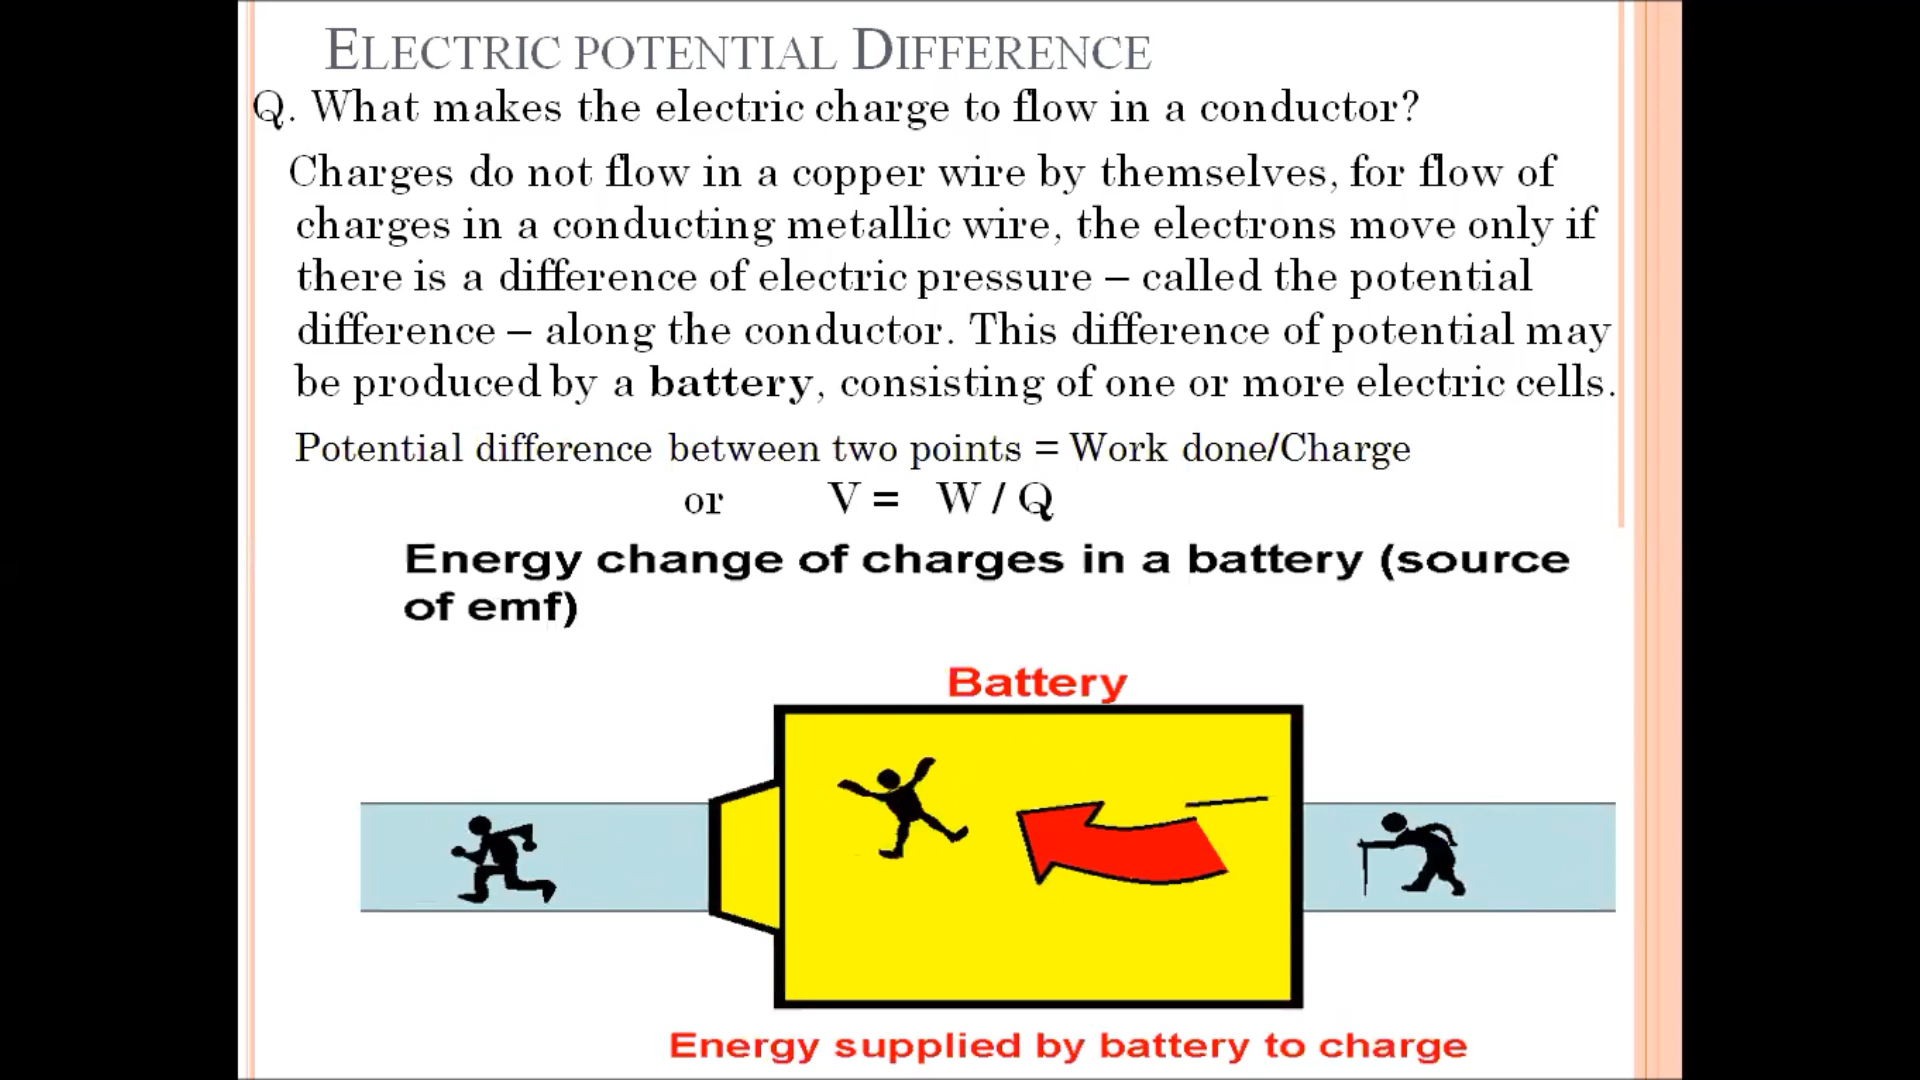 ELECTRIC POTENTIAL DIFFERENCE
Q. What makes the electric charge to flow in a conductor?
Charges do not flow in a copper wire by themselves, for flow of
charges in a conducting metallic wire, the electrons move only if
there is a difference of electric pressure – called the potential
difference – along the conductor. This difference of potential may
be produced by a battery, consisting of one or more electric cells.
Potential difference between two points = Work done/Charge
or V = W / Q
Energy change of charges in a battery (source
of emf)
Battery
Energy supplied by battery to charge